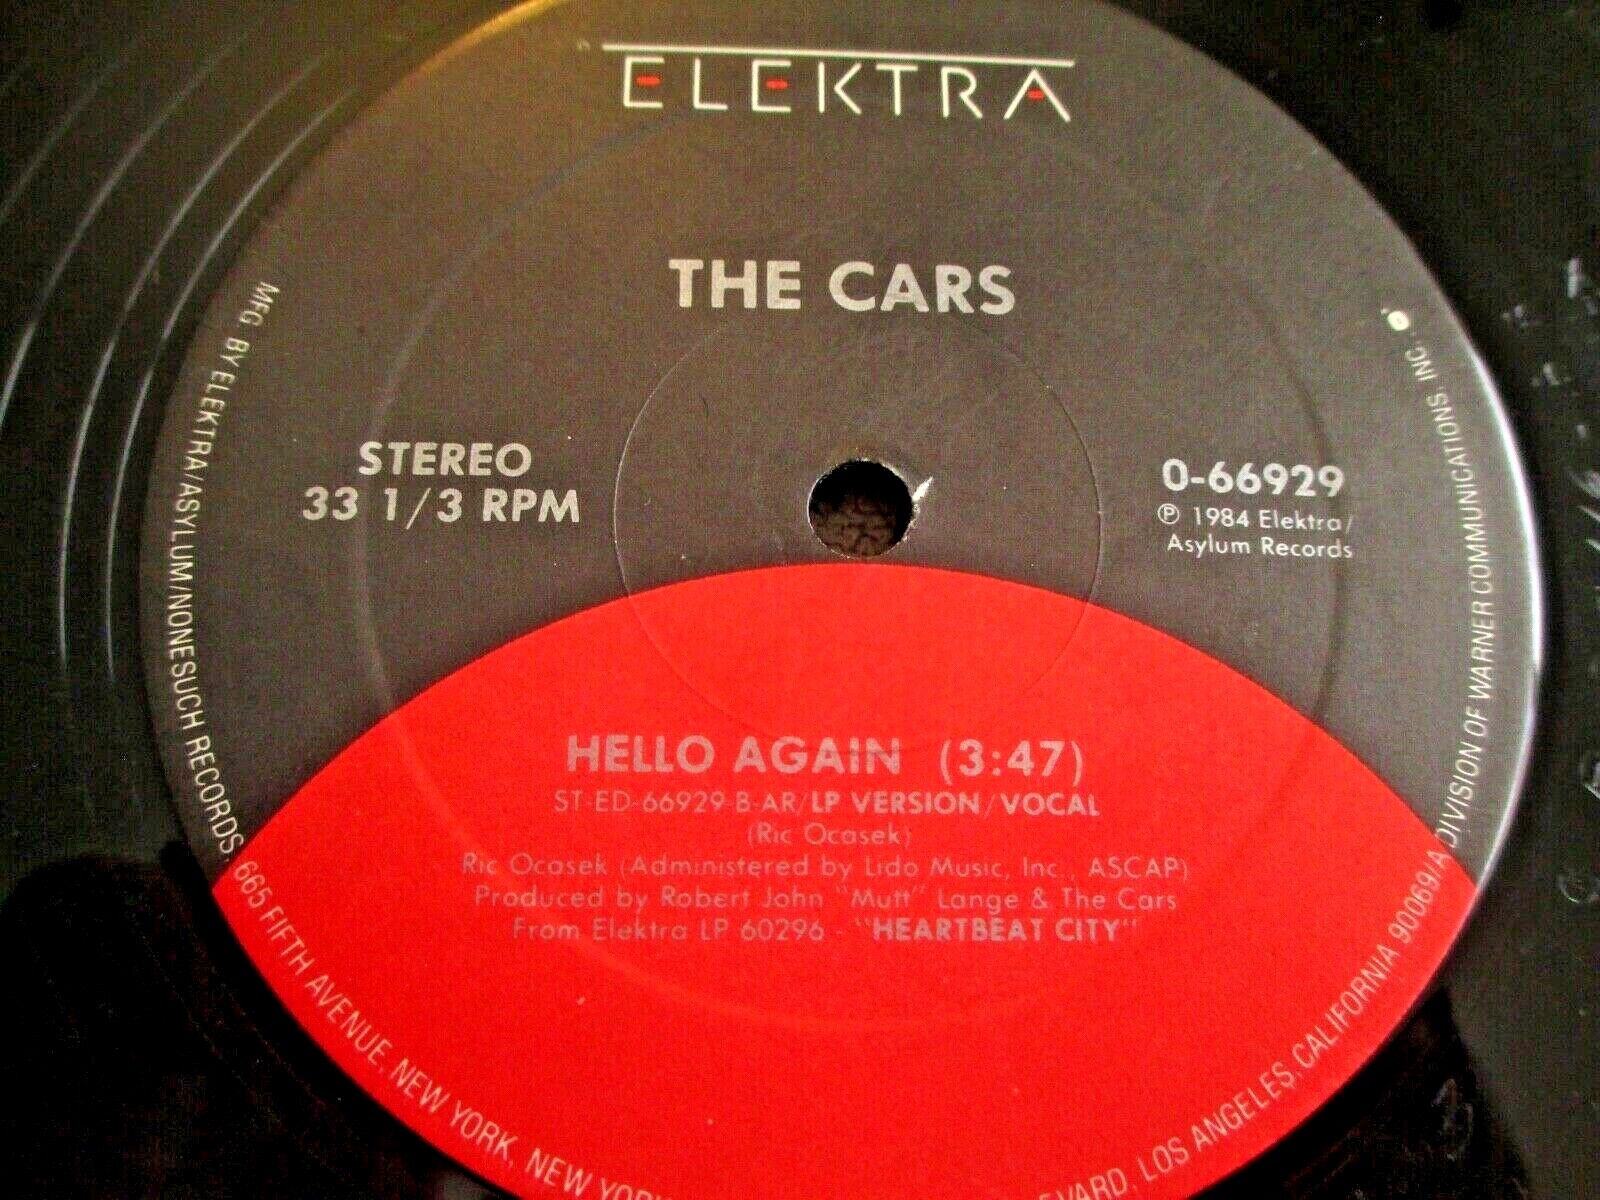 ELEKTRA
THE CARS
STEREO
33 1/3 RPM
0-66929
℗ 1984 Elektra/
Asylum Records
HELLO AGAIN (3:47)
ST-ED-66929-B-AR/LP VERSION/VOCAL
(Ric Ocasek)
Ric Ocasek (Administered by Lido Music, Inc., ASCAP)
Produced by Robert John "Mutt" Lange & The Cars
From Elektra LP 60296 - "HEARTBEAT CITY"
MFG. BY ELEKTRA/ASYLUM/NONESUCH RECORDS, 665 FIFTH AVENUE, NEW YORK, NEW YORK
EVARD, LOS ANGELES, CALIFORNIA 90069/A DIVISION OF WARNER COMMUNICATIONS, INC.